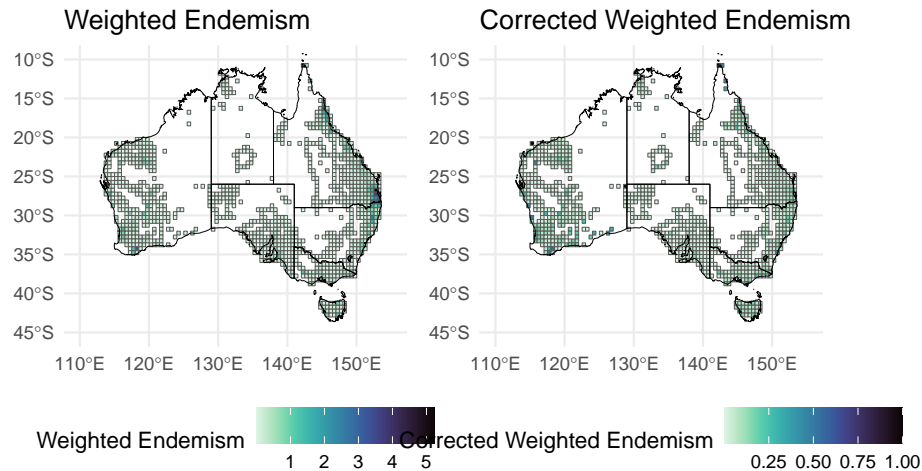 Weighted Endemism
Corrected Weighted Endemism
10°S
15°S
20°S
25°S
30°S
35°S
40°S
45°S
110°E 120°E 130°E 140°E 150°E
10°S
15°S
20°S
25°S
30°S
35°S
40°S
45°S
110°E 120°E 130°E 140°E 150°E
Weighted Endemism
1 2 3 4 5
Corrected Weighted Endemism
0.25 0.50 0.75 1.00